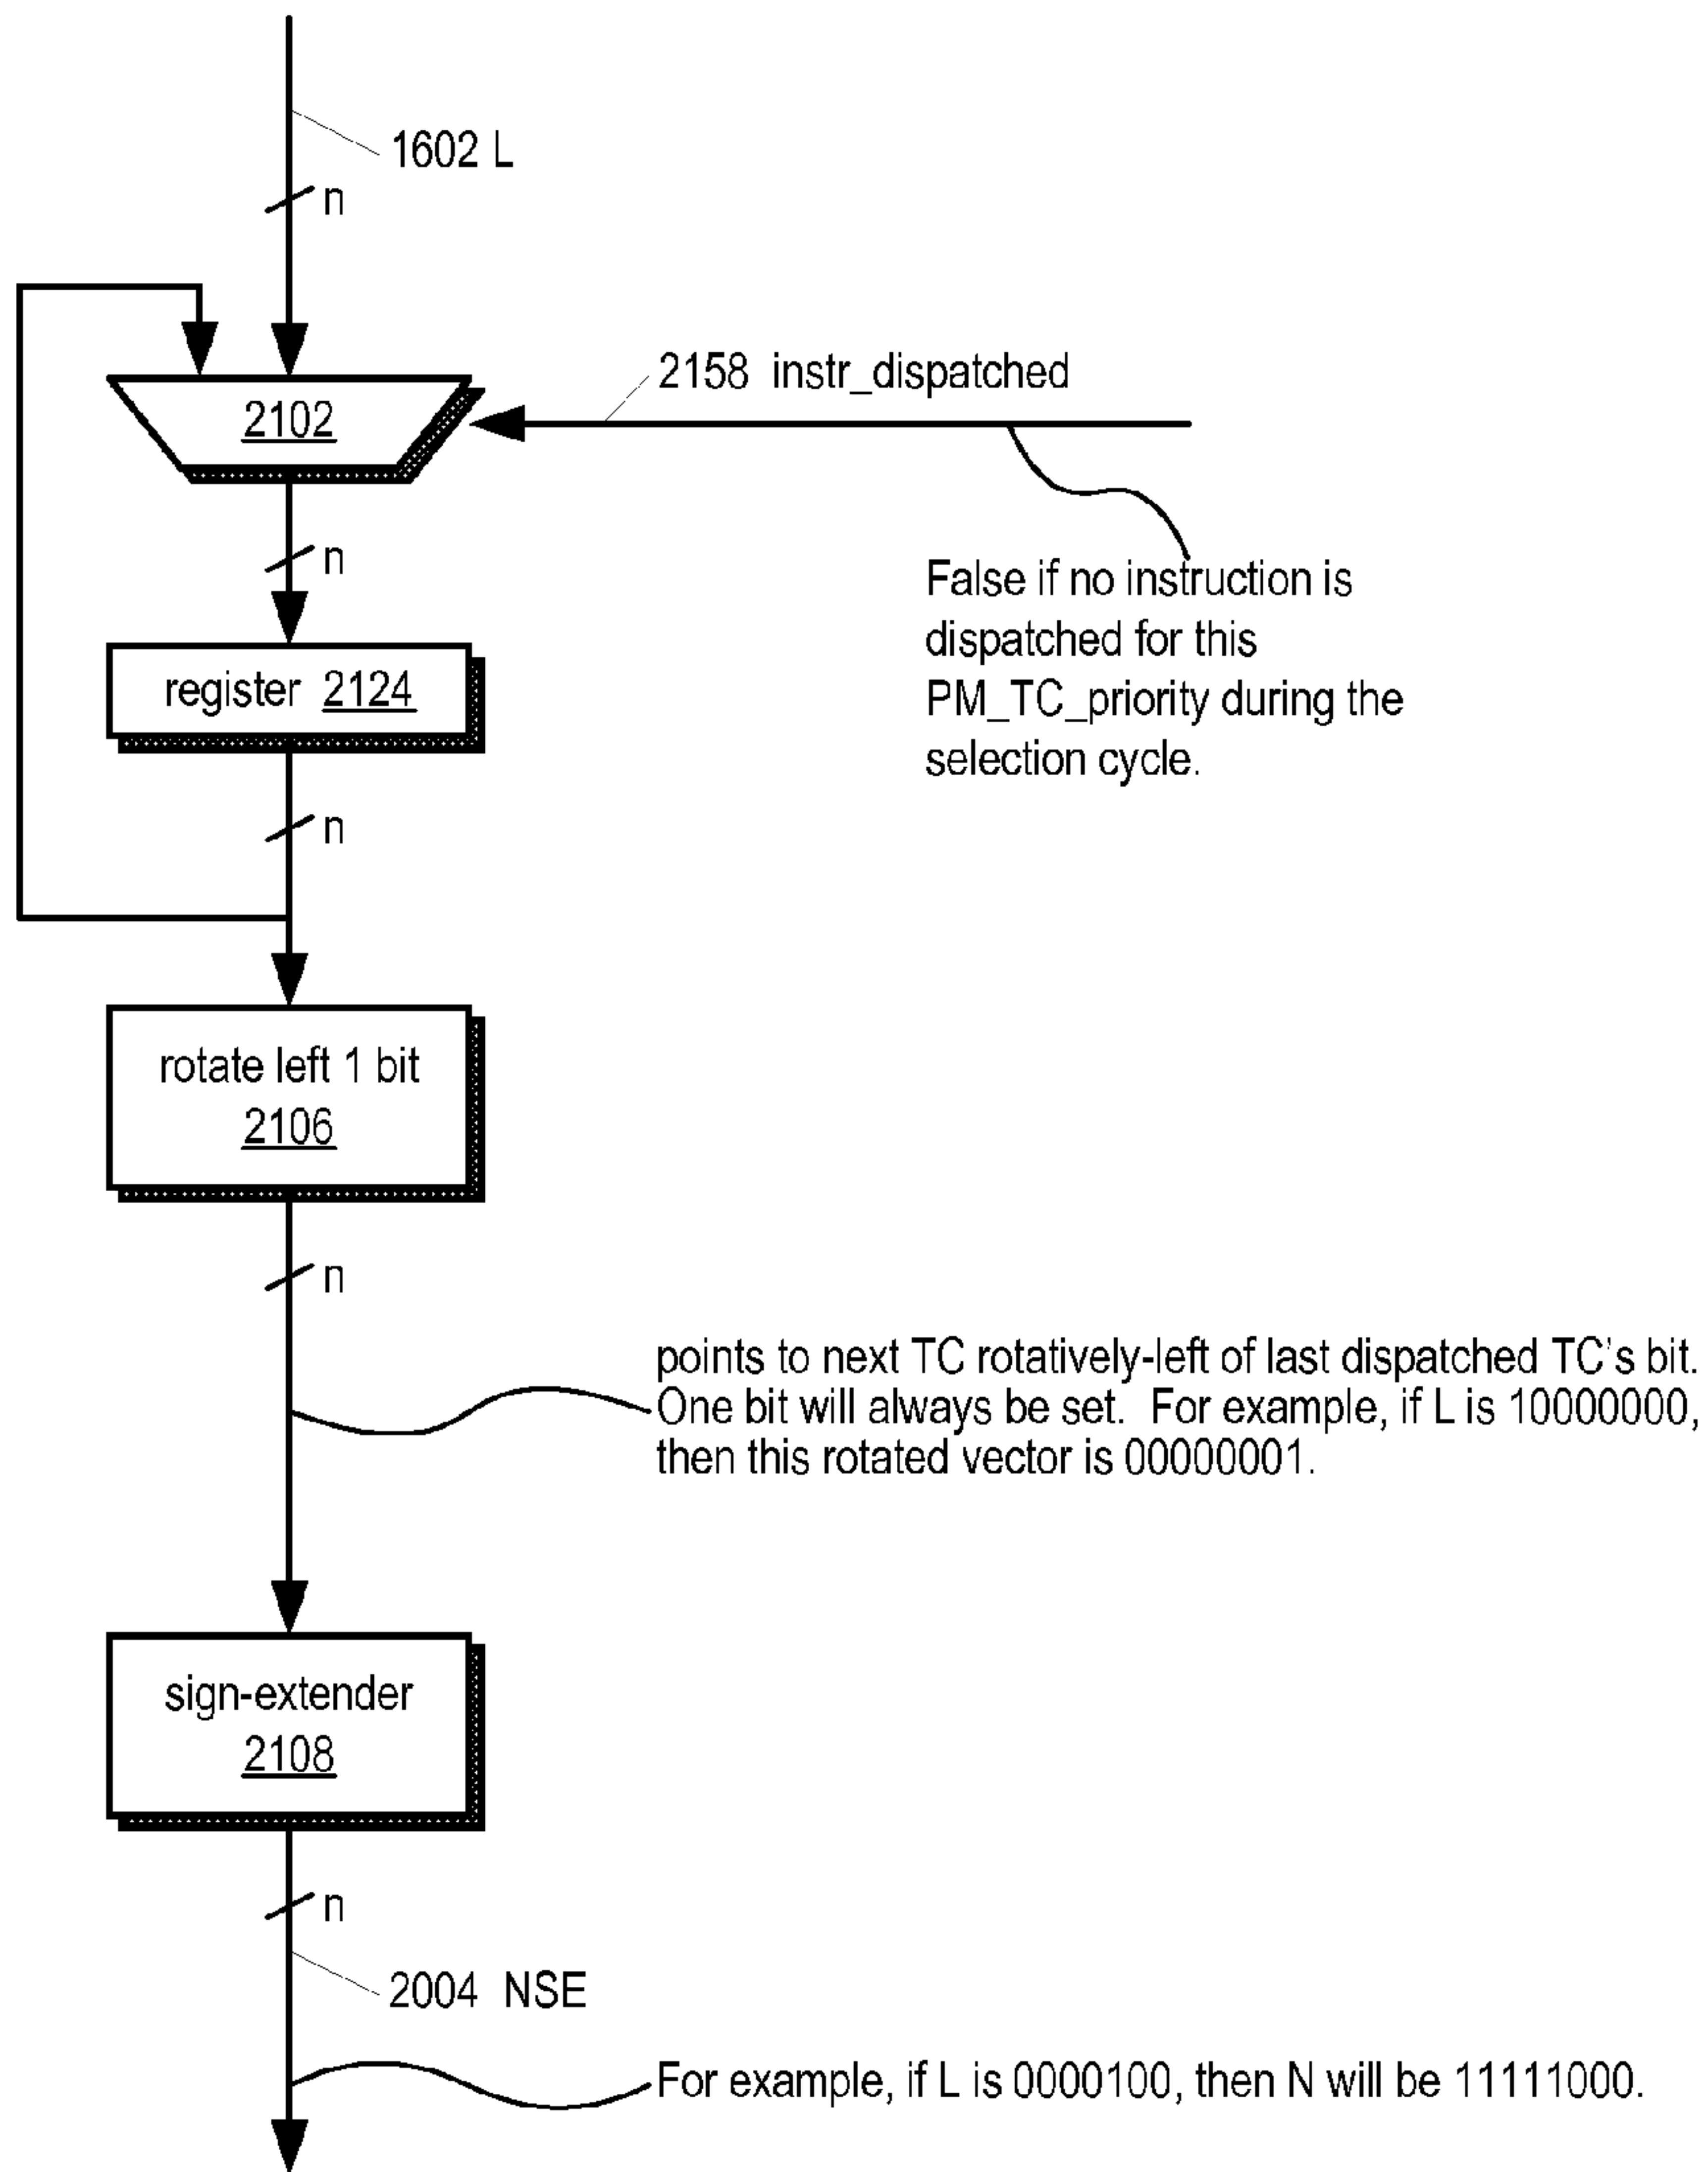 1602 L
n
2158 instr_dispatched
2102
False if no instruction is
dispatched for this
PM_TC_priority during the
selection cycle.
n
register 2124
n
rotate left 1 bit
2106
n
points to next TC rotatively-left of last dispatched TC's bit.
One bit will always be set. For example, if L is 10000000,
then this rotated vector is 00000001.
sign-extender
2108
n
2004 NSE
For example, if L is 0000100, then N will be 11111000.